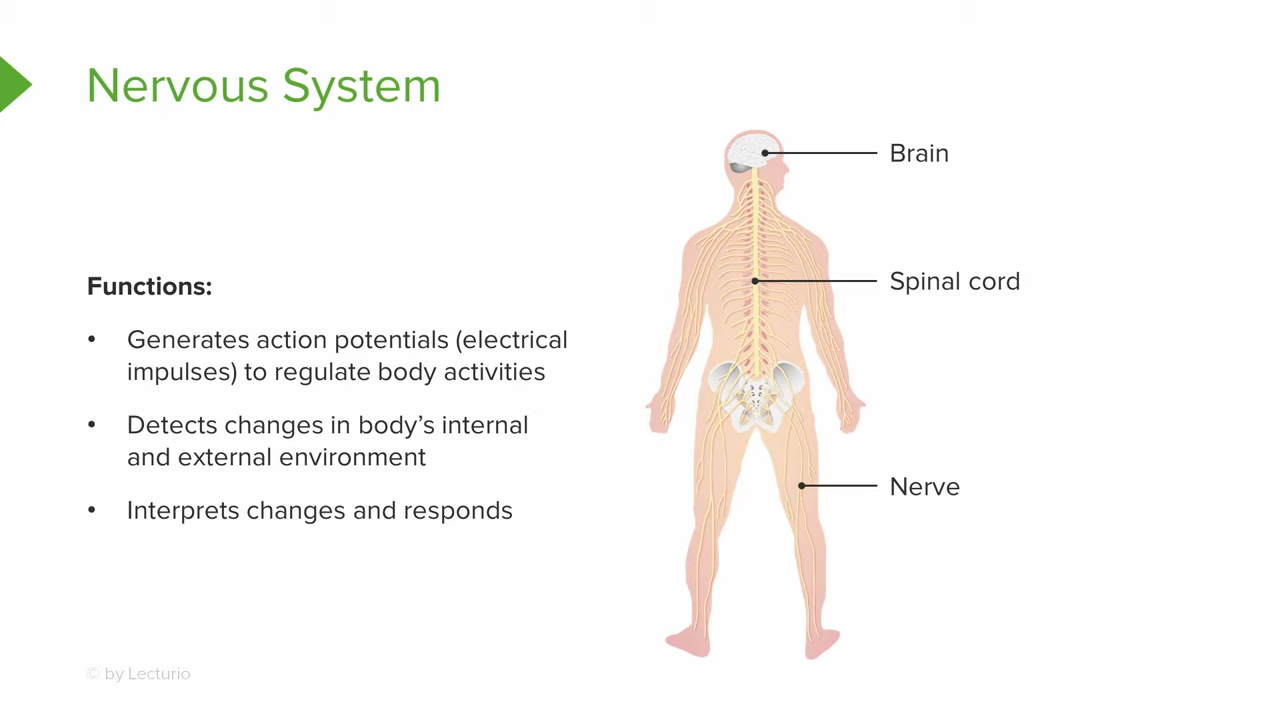 Nervous System
Brain
Spinal cord
Functions:
• Generates action potentials (electrical
impulses) to regulate body activities
• Detects changes in body’s internal
and external environment
• Interprets changes and responds
Nerve
© by Lecturio